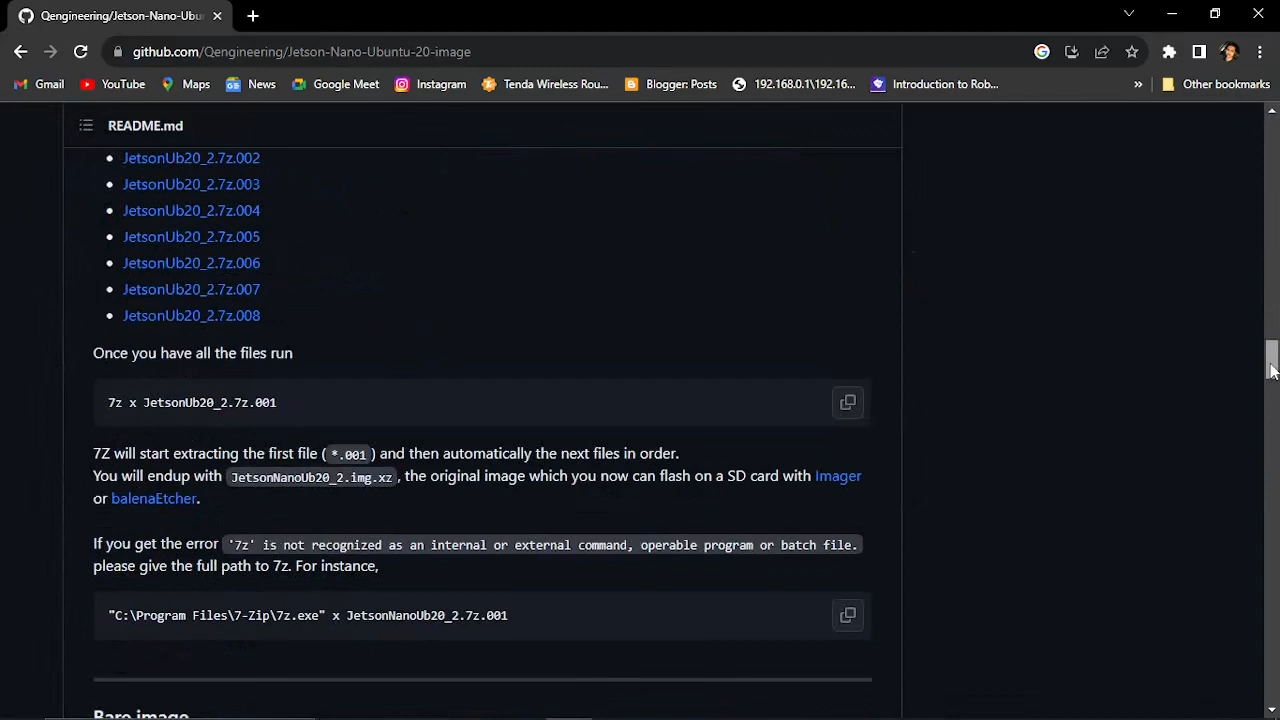 Qengineering/Jetson-Nano-Ubu
github.com/Qengineering/Jetson-Nano-Ubuntu-20-image
Gmail YouTube Maps News Google Meet Instagram Tenda Wireless Rou... Blogger: Posts 192.168.0.1\192.16... Introduction to Rob... » Other bookmarks
README.md
JetsonUb20_2.7z.002
JetsonUb20_2.7z.003
JetsonUb20_2.7z.004
JetsonUb20_2.7z.005
JetsonUb20_2.7z.006
JetsonUb20_2.7z.007
JetsonUb20_2.7z.008
Once you have all the files run
7z x JetsonUb20_2.7z.001
7Z will start extracting the first file ( *.001 ) and then automatically the next files in order.
You will endup with JetsonNanoUb20_2.img.xz, the original image which you now can flash on a SD card with Imager
or balenaEtcher.
If you get the error '7z' is not recognized as an internal or external command, operable program or batch file.
please give the full path to 7z. For instance,
"C:\Program Files\7-Zip\7z.exe" x JetsonNanoUb20_2.7z.001
Bare image